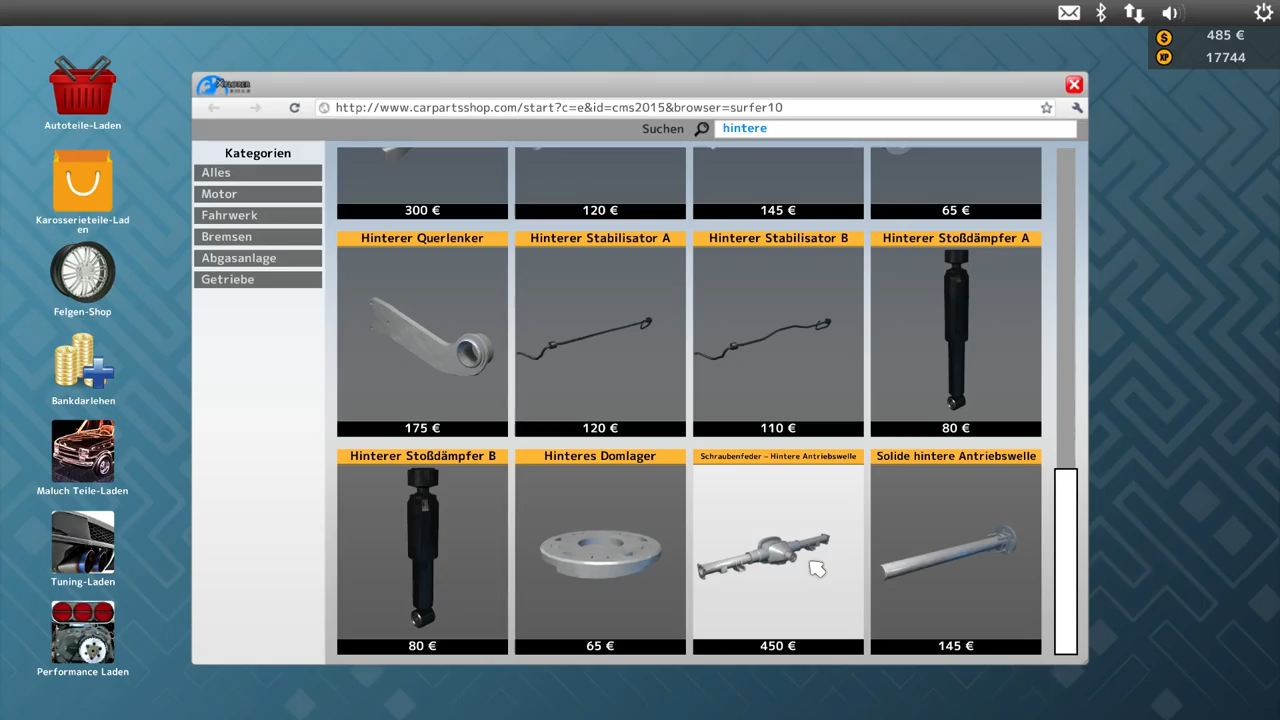 485 €
17744
Autoteile-Laden
Karosserieteile-Lad
en
Felgen-Shop
Bankdarlehen
Maluch Teile-Laden
Tuning-Laden
Performance Laden
http://www.carpartsshop.com/start?c=e&id=cms2015&browser=surfer10
Suchen hintere
Kategorien
Alles
Motor
Fahrwerk
Bremsen
Abgasanlage
Getriebe
300 € 120 € 145 € 65 €
Hinterer Querlenker Hinterer Stabilisator A Hinterer Stabilisator B Hinterer Stoßdämpfer A
175 € 120 € 110 € 80 €
Hinterer Stoßdämpfer B Hinteres Domlager Schraubenfeder - Hintere Antriebswelle Solide hintere Antriebswelle
80 € 65 € 450 € 145 €